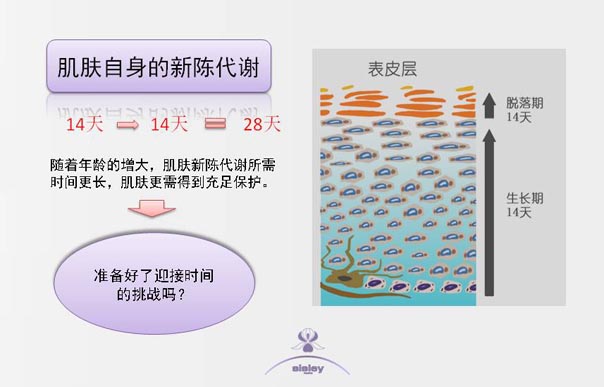 肌肤自身的新陈代谢
14天 14天 28天
随着年龄的增大，肌肤新陈代谢所需
时间更长，肌肤更需得到充足保护。
准备好了迎接时间
的挑战吗？
表皮层
脱落期
14天
生长期
14天
sisley